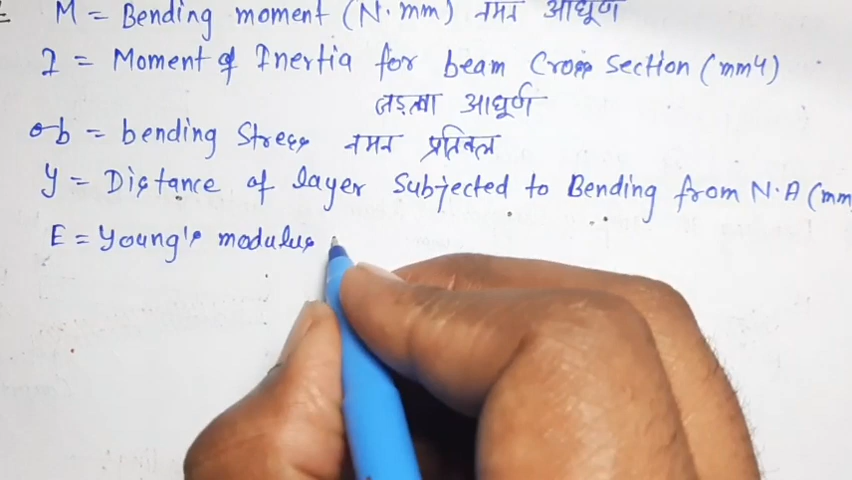 M = Bending moment (N.mm) नमन आघूर्ण
I = Moment of Inertia for beam Cross section (mm4)
जड़त्वा आघूर्ण
σb = bending Stress नमन प्रतिबल
y = Distance of layer Subjected to Bending from N.A (mm
E = Young's modulus